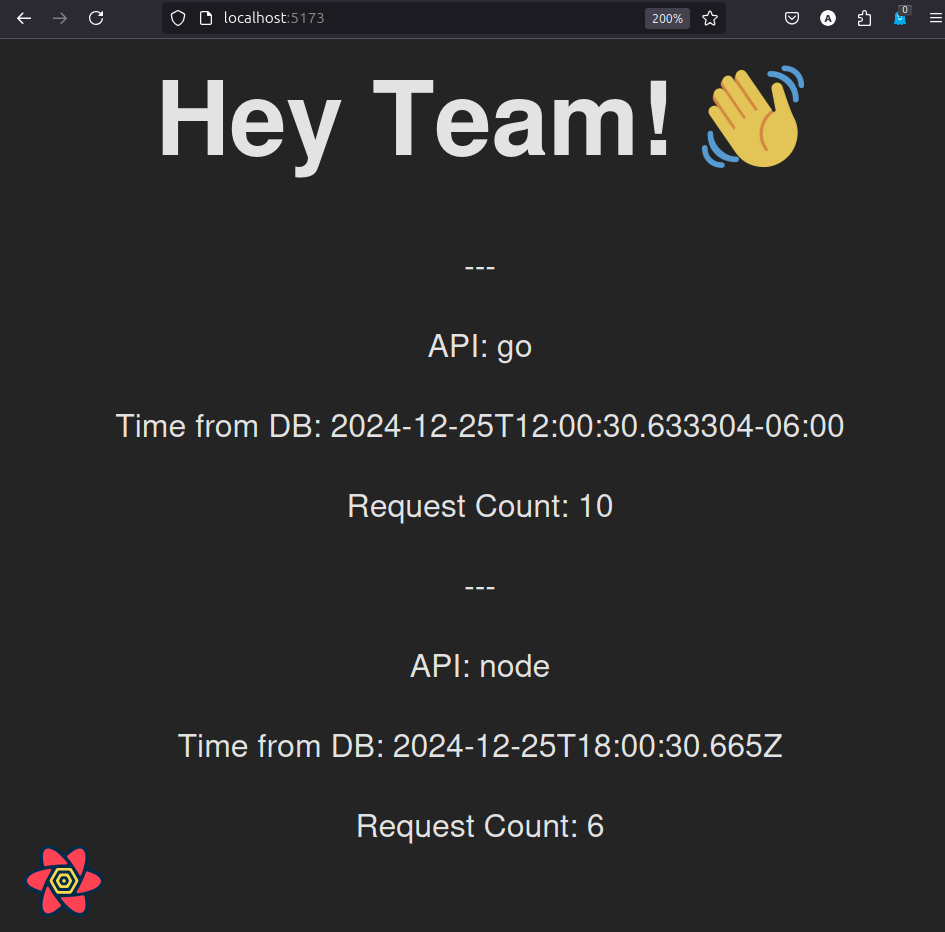 localhost:5173
200%
A
0
Hey Team! 👋
---
API: go
Time from DB: 2024-12-25T12:00:30.633304-06:00
Request Count: 10
---
API: node
Time from DB: 2024-12-25T18:00:30.665Z
Request Count: 6